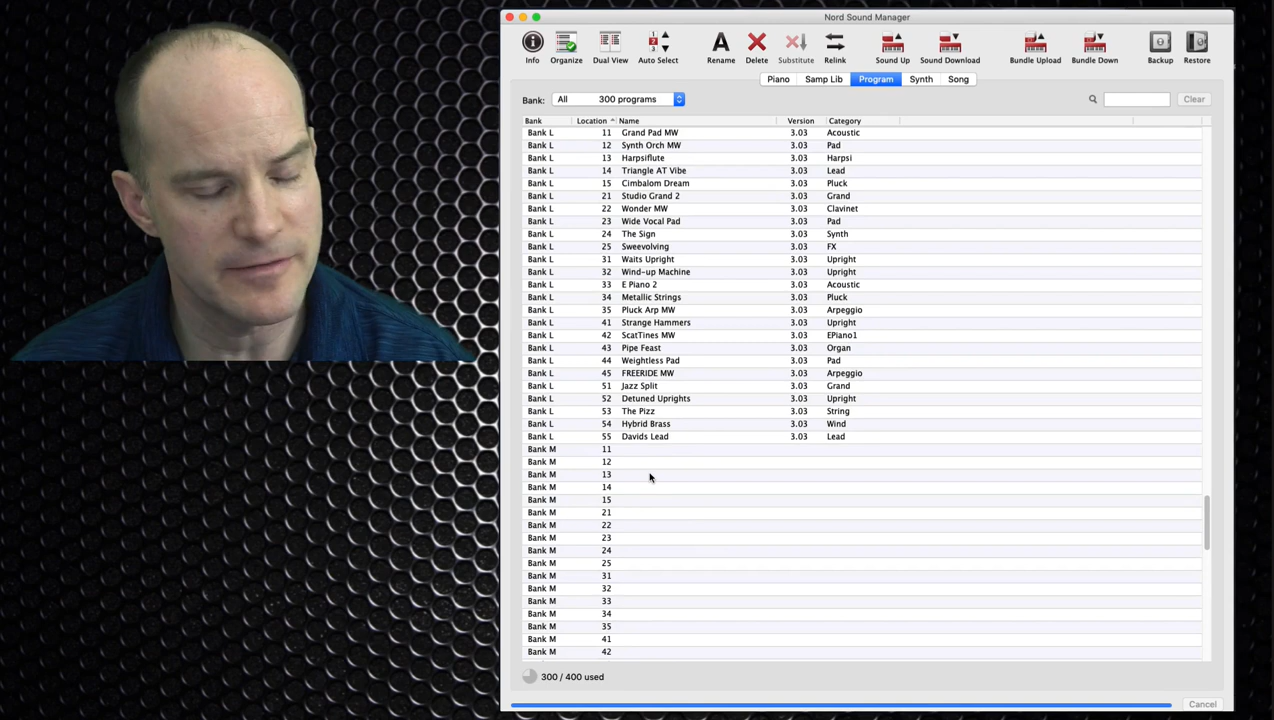 Nord Sound Manager
Info Organize Dual View Auto Select Rename Delete Substitute Relink Sound Up Sound Download Bundle Upload Bundle Down Backup Restore
Piano Samp Lib Program Synth Song
Bank: All 300 programs Clear
Bank Location Name Version Category
Bank L 11 Grand Pad MW 3.03 Acoustic
Bank L 12 Synth Orch MW 3.03 Pad
Bank L 13 Harpsiflute 3.03 Harpsi
Bank L 14 Triangle AT Vibe 3.03 Lead
Bank L 15 Cimbalom Dream 3.03 Pluck
Bank L 21 Studio Grand 2 3.03 Grand
Bank L 22 Wonder MW 3.03 Clavinet
Bank L 23 Wide Vocal Pad 3.03 Pad
Bank L 24 The Sign 3.03 Synth
Bank L 25 Sweevolving 3.03 FX
Bank L 31 Waits Upright 3.03 Upright
Bank L 32 Wind-up Machine 3.03 Upright
Bank L 33 E Piano 2 3.03 Acoustic
Bank L 34 Metallic Strings 3.03 Pluck
Bank L 35 Pluck Arp MW 3.03 Arpeggio
Bank L 41 Strange Hammers 3.03 Upright
Bank L 42 ScatTines MW 3.03 EPiano1
Bank L 43 Pipe Feast 3.03 Organ
Bank L 44 Weightless Pad 3.03 Pad
Bank L 45 FREERIDE MW 3.03 Arpeggio
Bank L 51 Jazz Split 3.03 Grand
Bank L 52 Detuned Uprights 3.03 Upright
Bank L 53 The Pizz 3.03 String
Bank L 54 Hybrid Brass 3.03 Wind
Bank L 55 Davids Lead 3.03 Lead
Bank M 11
Bank M 12
Bank M 13
Bank M 14
Bank M 15
Bank M 21
Bank M 22
Bank M 23
Bank M 24
Bank M 25
Bank M 31
Bank M 32
Bank M 33
Bank M 34
Bank M 35
Bank M 41
Bank M 42
300 / 400 used
Cancel